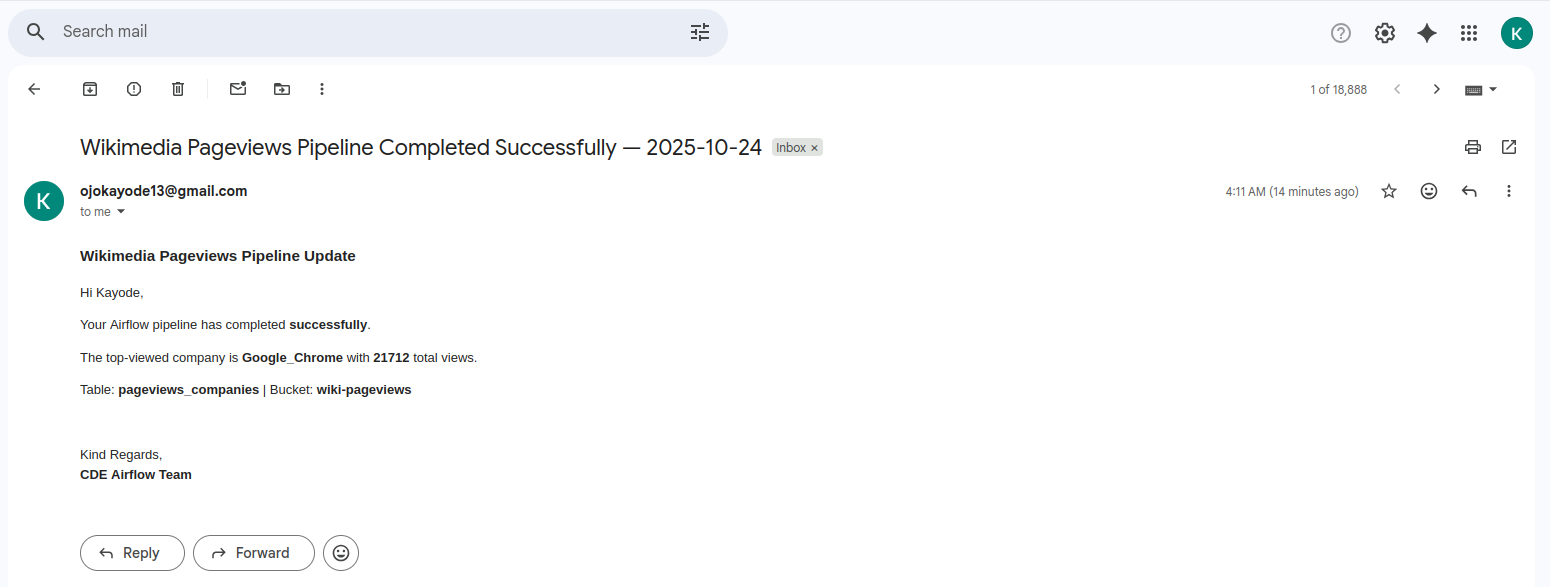 Search mail
K
1 of 18,888
Wikimedia Pageviews Pipeline Completed Successfully — 2025-10-24 Inbox ×
K
ojokayode13@gmail.com
4:11 AM (14 minutes ago)
to me
Wikimedia Pageviews Pipeline Update
Hi Kayode,
Your Airflow pipeline has completed successfully.
The top-viewed company is Google_Chrome with 21712 total views.
Table: pageviews_companies | Bucket: wiki-pageviews
Kind Regards,
CDE Airflow Team
Reply
Forward